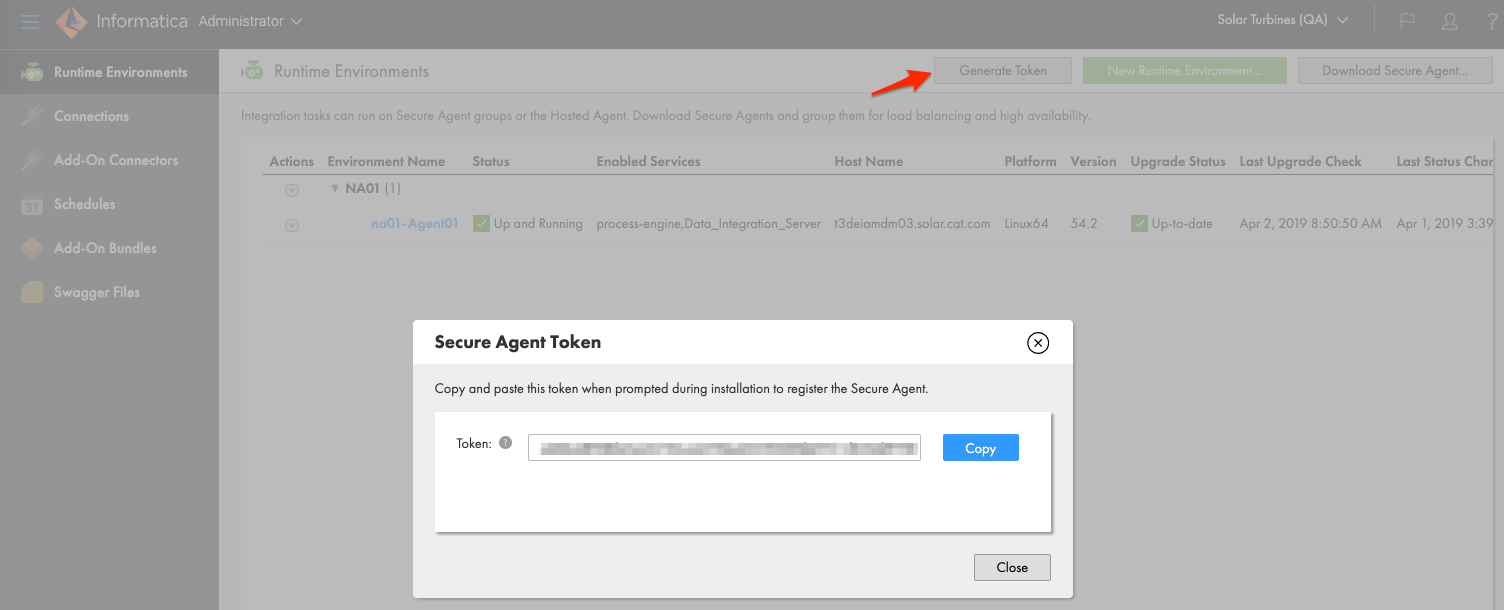 Informatica Administrator
Solar Turbines (QA)
?
Runtime Environments
Connections
Add-On Connectors
31 Schedules
Add-On Bundles
Swagger Files
Runtime Environments
Generate Token
New Runtime Environment...
Download Secure Agent...
Integration tasks can run on Secure Agent groups or the Hosted Agent. Download Secure Agents and group them for load balancing and high availability.
Actions Environment Name Status Enabled Services Host Name Platform Version Upgrade Status Last Upgrade Check Last Status Char
NA01 (1)
na01-Agent01 Up and Running process-engine,Data_Integration_Server t3deiamdm03.solar.cat.com Linux64 54.2 Up-to-date Apr 2, 2019 8:50:50 AM Apr 1, 2019 3:39
Secure Agent Token
Copy and paste this token when prompted during installation to register the Secure Agent.
Token: ?
Copy
Close